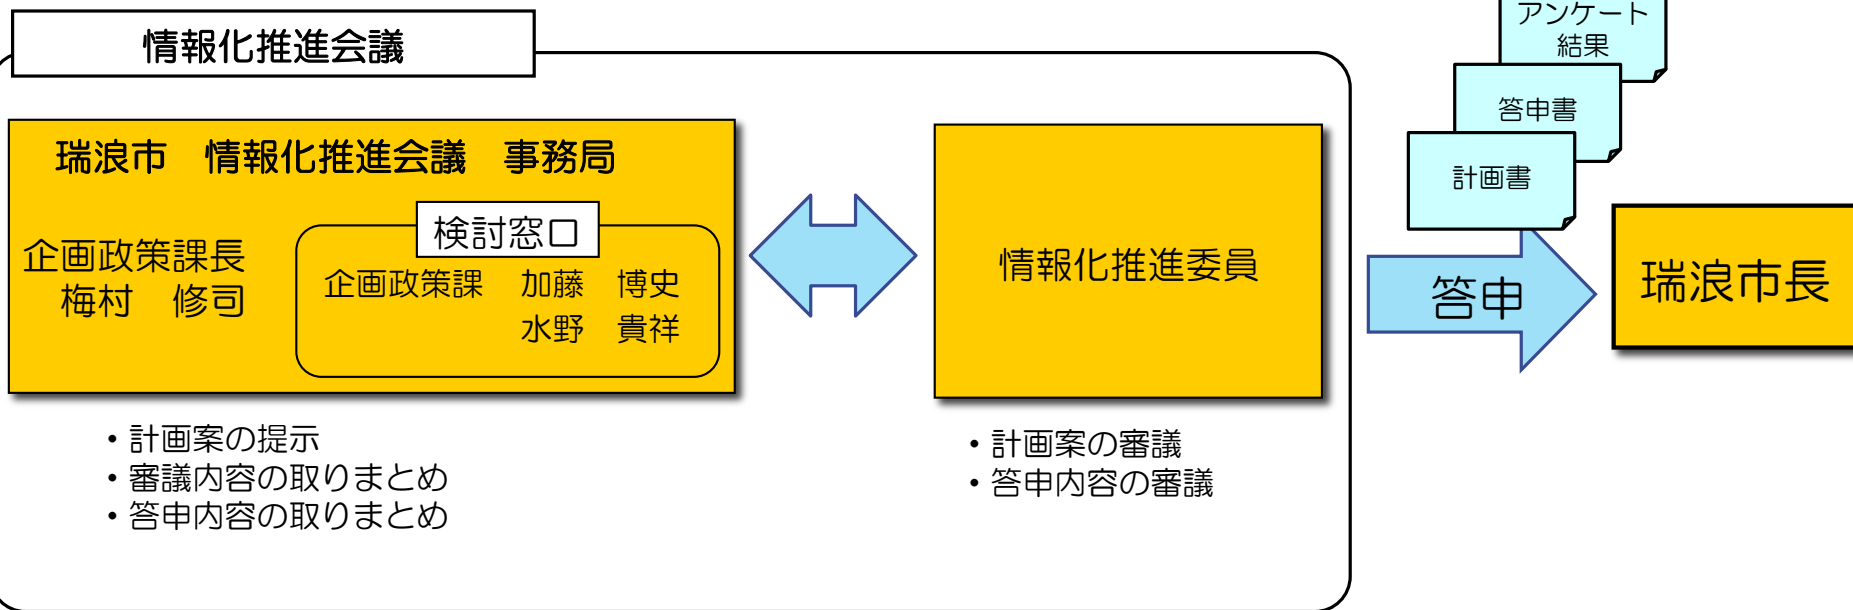 情報化推進会議
瑞浪市　情報化推進会議　事務局
企画政策課長
梅村　修司
検討窓口
企画政策課　加藤　博史
水野　貴祥
・計画案の提示
・審議内容の取りまとめ
・答申内容の取りまとめ
情報化推進委員
・計画案の審議
・答申内容の審議
アンケート
結果
答申書
計画書
答申
瑞浪市長